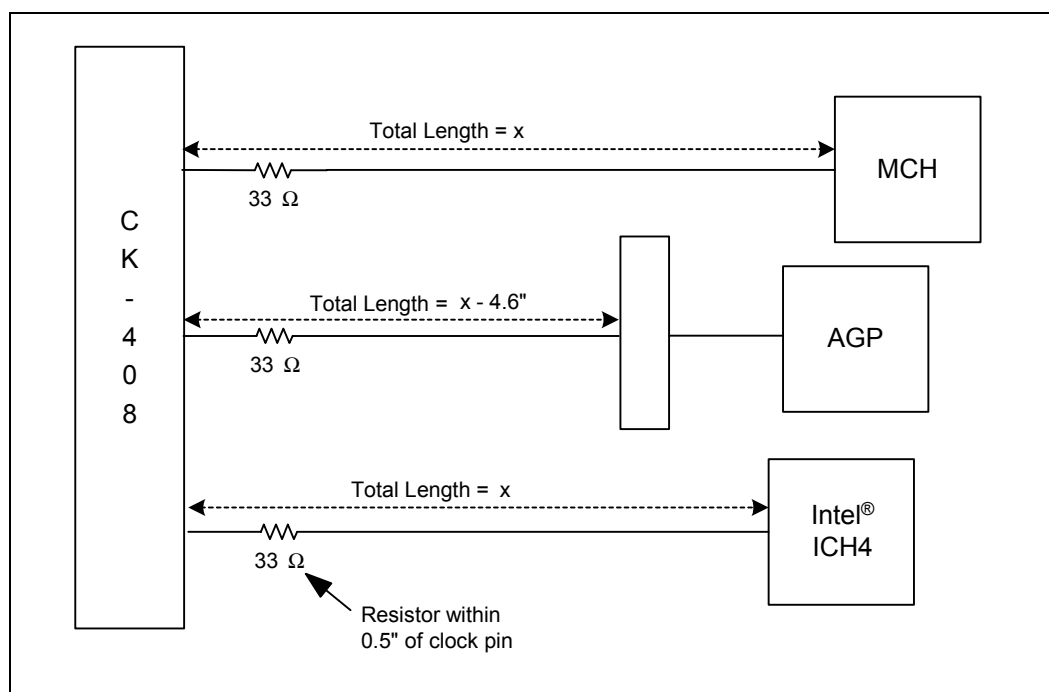 C
K
-
4
0
8
Total Length = x
33 Ω
MCH
Total Length = x - 4.6"
33 Ω
AGP
Total Length = x
33 Ω
Intel®
ICH4
Resistor within
0.5" of clock pin